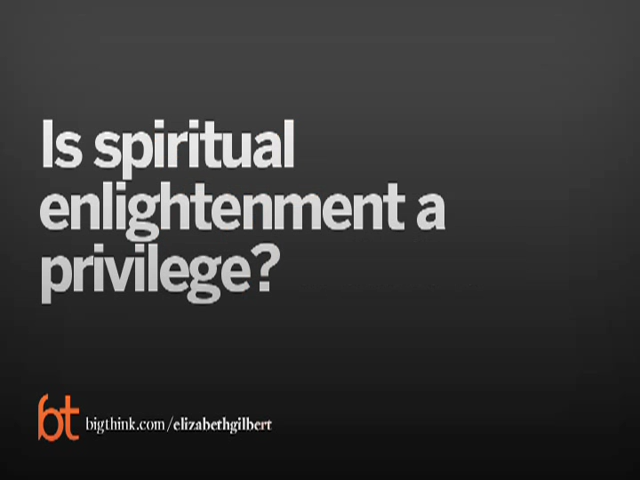 Is spiritual
enlightenment a
privilege?
bt bigthink.com/elizabethgilbert